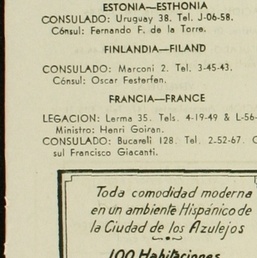 ESTONIA—ESTHONIA
CONSULADO: Uruguay 38. Tel. J-06-58.
Cónsul: Fernando F. de la Torre.
FINLANDIA—FILAND
CONSULADO: Marconi 2. Tel. 3-45-43.
Cónsul: Oscar Festerfen.
FRANCIA—FRANCE
LEGACION: Lerma 35. Tels. 4-19-49 & L-56-
Ministro: Henri Goiran.
CONSULADO: Bucareli 128. Tel. 2-52-67. C
sul Francisco Giacanti.
Toda comodidad moderna
en un ambiente Hispánico de
la Ciudad de los Azulejos
100 Habitaciones